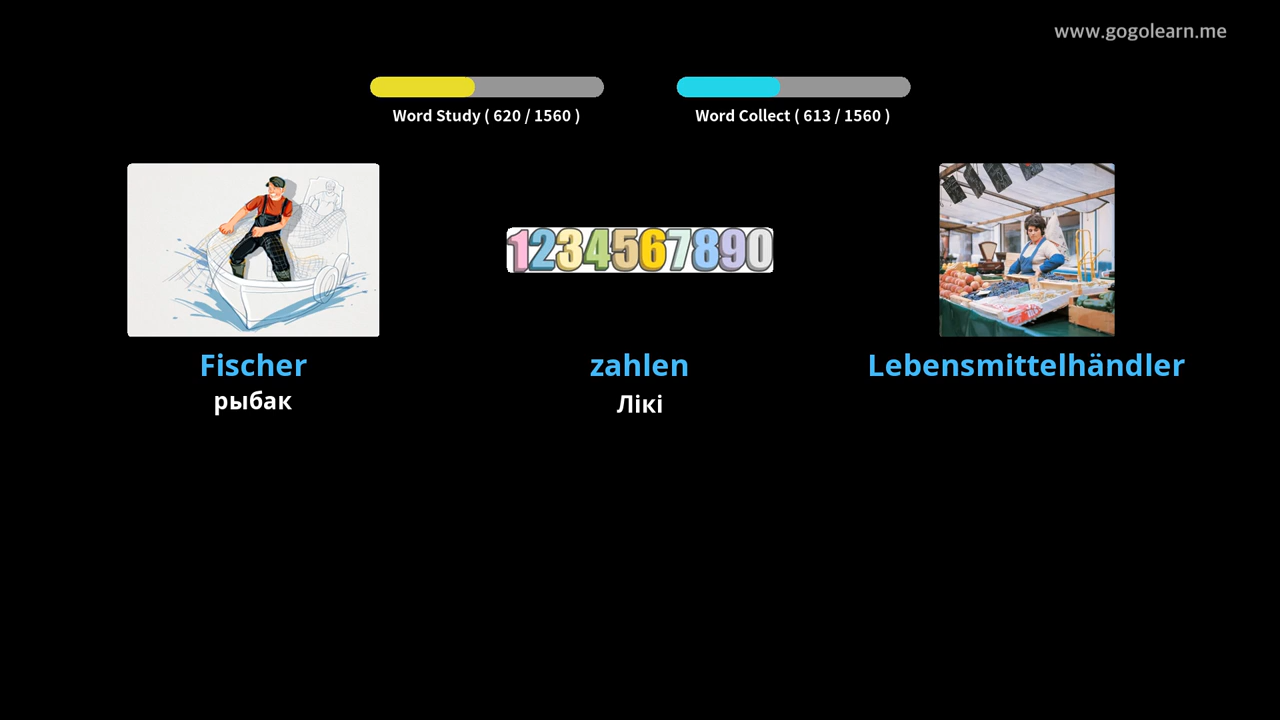 www.gogolearn.me
Word Study ( 620 / 1560 )
Word Collect ( 613 / 1560 )
1234567890
Fischer
рыбак
zahlen
Лікі
Lebensmittelhändler